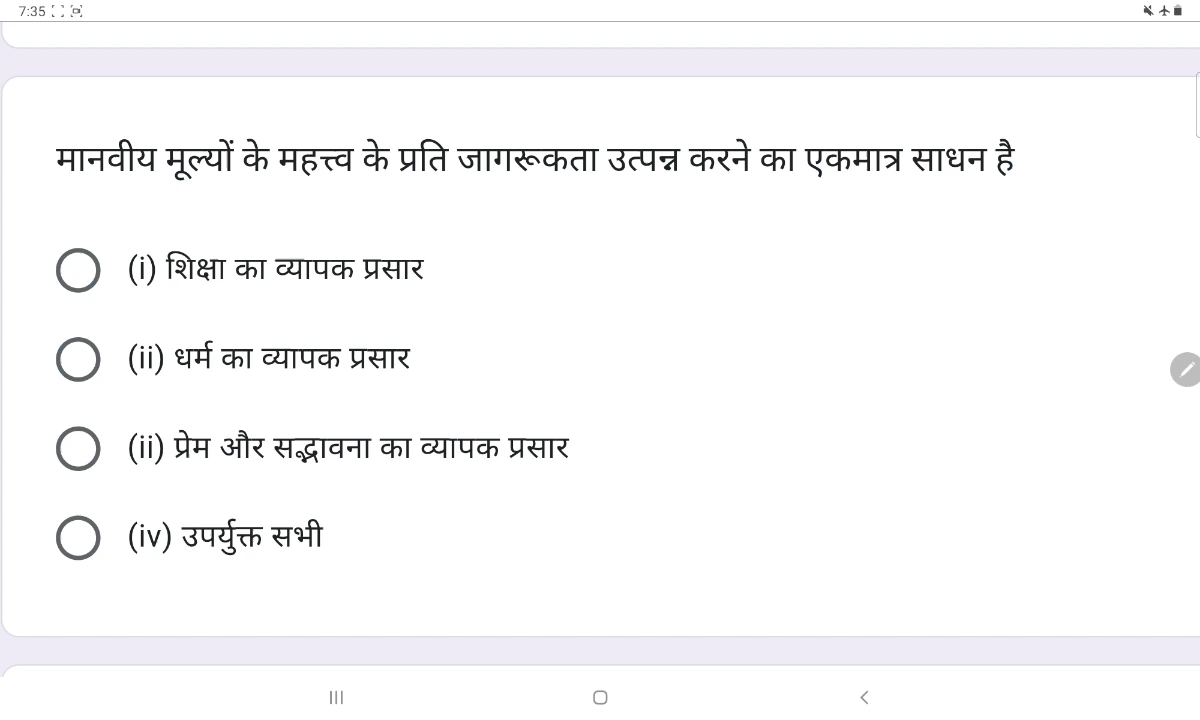 7:35
मानवीय मूल्यों के महत्त्व के प्रति जागरूकता उत्पन्न करने का एकमात्र साधन है
(i) शिक्षा का व्यापक प्रसार
(ii) धर्म का व्यापक प्रसार
(ii) प्रेम और सद्भावना का व्यापक प्रसार
(iv) उपर्युक्त सभी